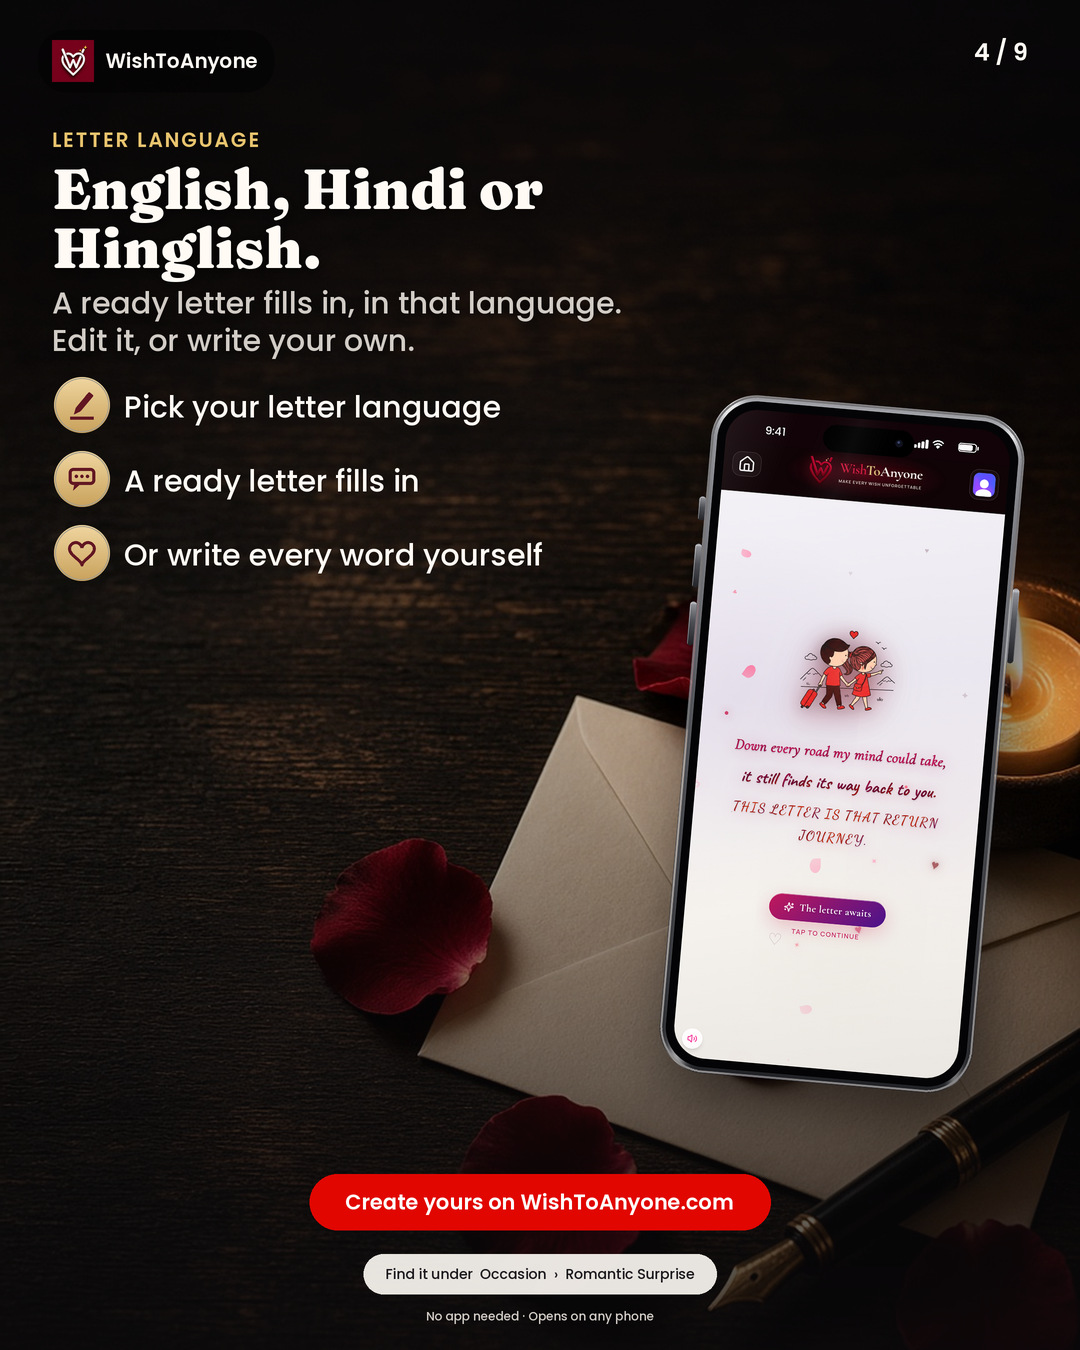 WishToAnyone
4 / 9
LETTER LANGUAGE
English, Hindi or
Hinglish.
A ready letter fills in, in that language.
Edit it, or write your own.
Pick your letter language
A ready letter fills in
Or write every word yourself
9:41
WishToAnyone
MAKE EVERY WISH UNFORGETTABLE
Down every road my mind could take,
it still finds its way back to you.
THIS LETTER IS THAT RETURN
JOURNEY.
The letter awaits
TAP TO CONTINUE
Create yours on WishToAnyone.com
Find it under Occasion › Romantic Surprise
No app needed · Opens on any phone